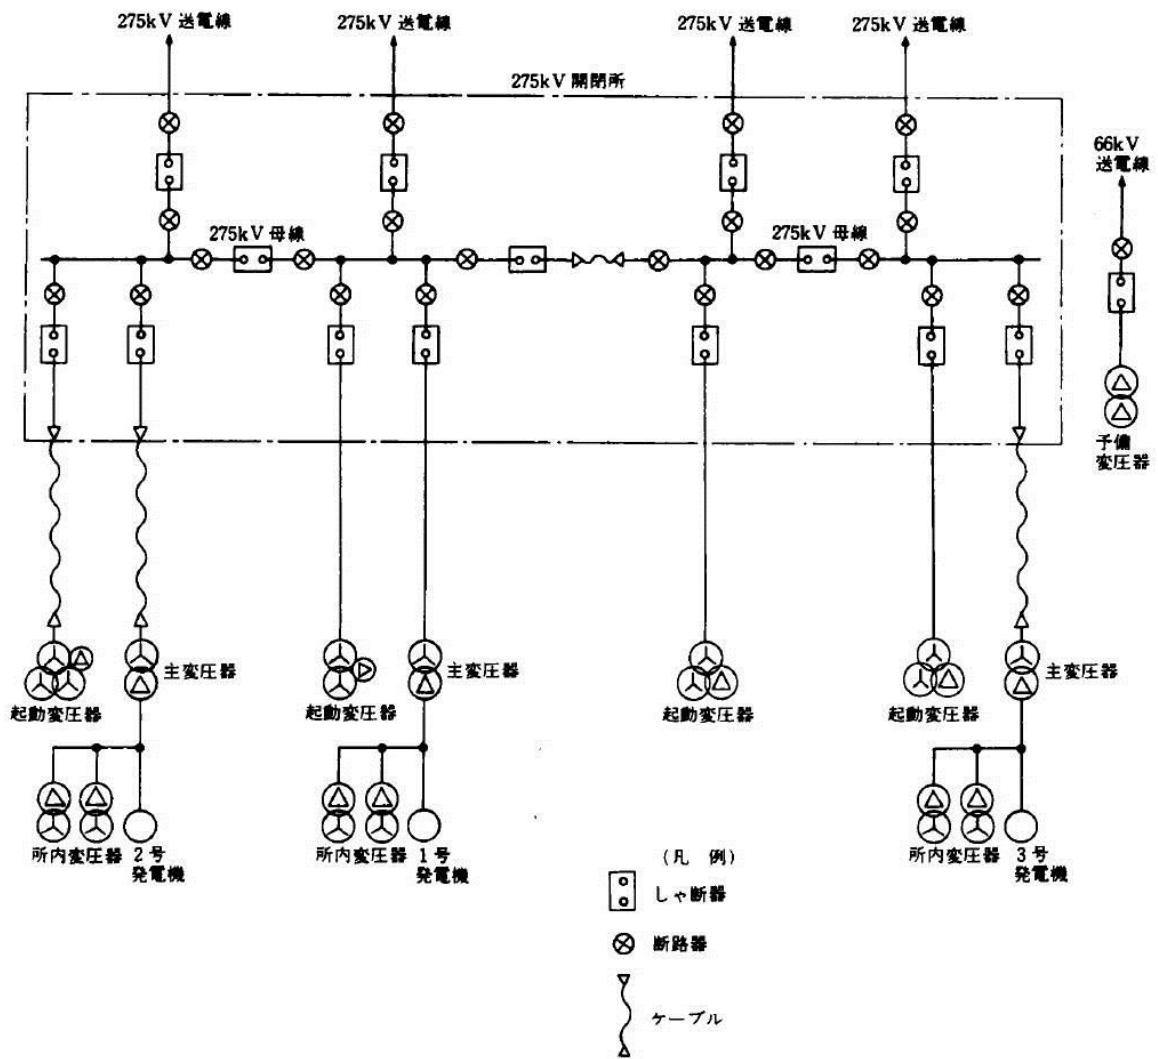 275kV 送電線
275kV 送電線
275kV 送電線
275kV 送電線
275kV 開閉所
66kV
送電線
275kV 母線
275kV 母線
予備
変圧器
主変圧器
主変圧器
主変圧器
起動変圧器
起動変圧器
起動変圧器
起動変圧器
所内変圧器
2号
発電機
所内変圧器
1号
発電機
所内変圧器
3号
発電機
(凡 例)
しゃ断器
断路器
ケーブル